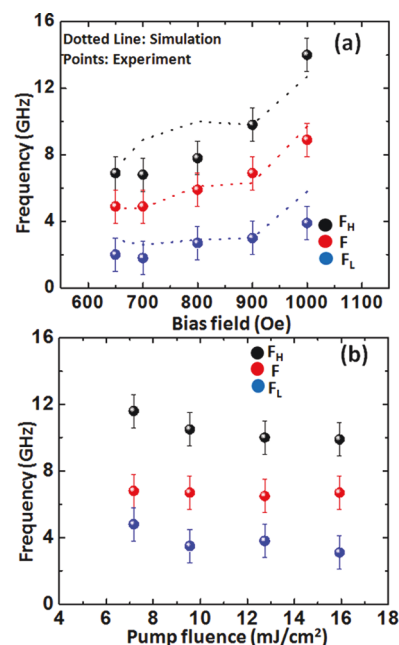 Dotted Line: Simulation
Points: Experiment
(a)
16
12
8
4
0
Frequency (GHz)
F_H
F
F_L
600 700 800 900 1000 1100
Bias field (Oe)
(b)
16
12
8
4
0
Frequency (GHz)
F_H
F
F_L
4 6 8 10 12 14 16 18
Pump fluence (mJ/cm²)